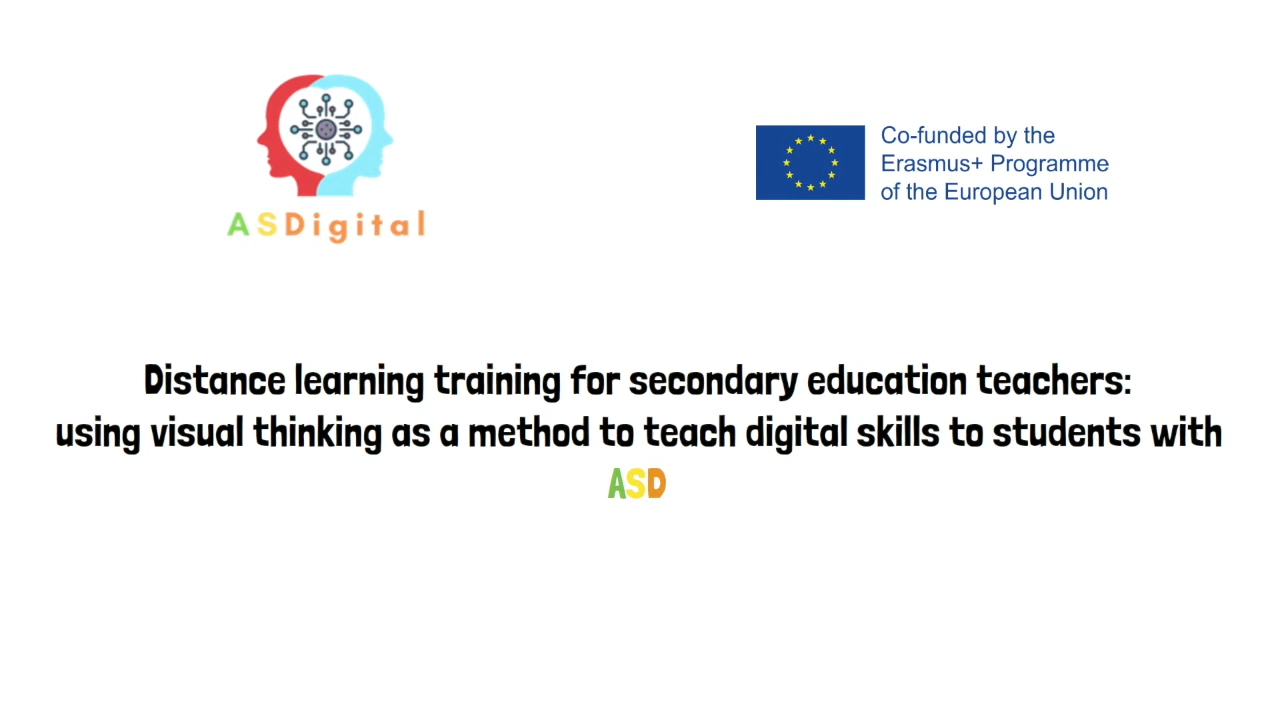 ASDigital
Co-funded by the
Erasmus+ Programme
of the European Union
Distance learning training for secondary education teachers:
using visual thinking as a method to teach digital skills to students with
ASD